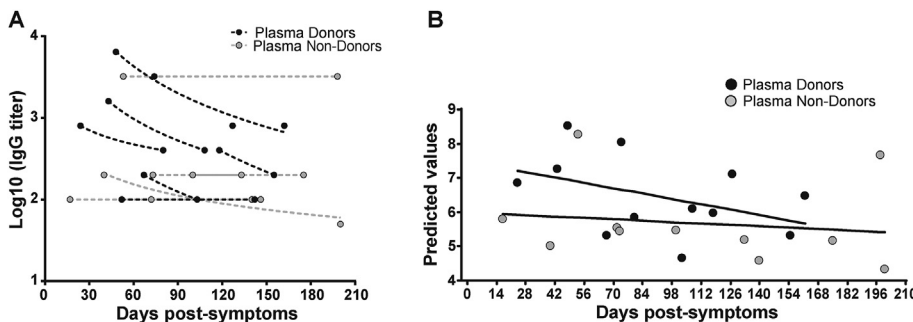 A
Plasma Donors
Plasma Non-Donors
Log10 (IgG titer)
4
3
2
1
0 30 60 90 120 150 180 210
Days post-symptoms
B
Plasma Donors
Plasma Non-Donors
Predicted values
9
8
7
6
5
4
0 14 28 42 56 70 84 98 112 126 140 154 168 182 196 210
Days post-symptoms